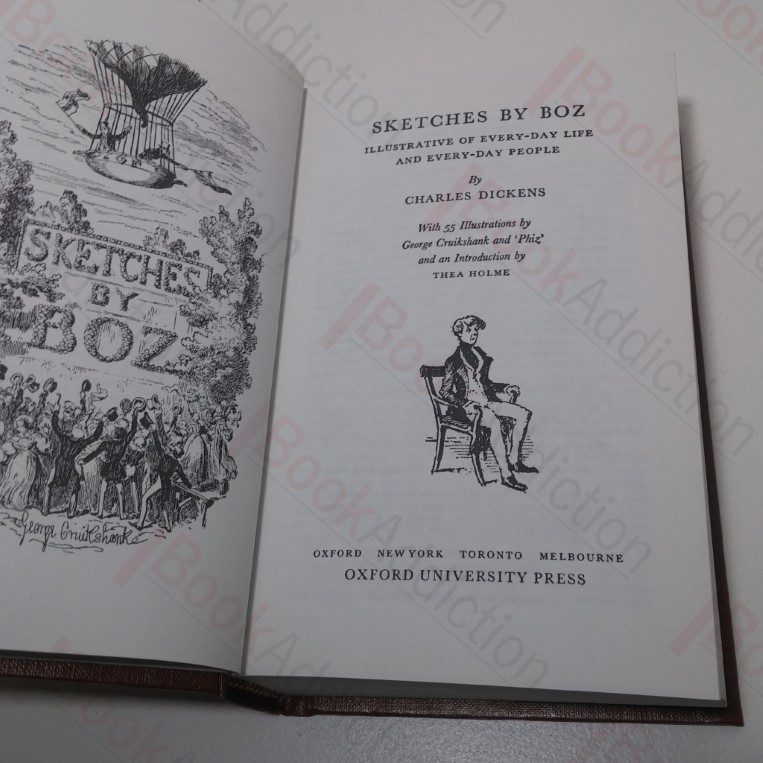 SKETCHES
BY
BOZ
George Cruikshank
SKETCHES BY BOZ
ILLUSTRATIVE OF EVERY-DAY LIFE
AND EVERY-DAY PEOPLE
By
CHARLES DICKENS
With 55 Illustrations by
George Cruikshank and ‘Phiz’
and an Introduction by
THEA HOLME
OXFORD NEW YORK TORONTO MELBOURNE
OXFORD UNIVERSITY PRESS
BookAddiction